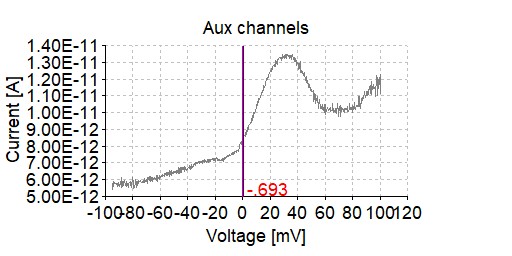 Aux channels
1.40E-11
1.30E-11
1.20E-11
1.10E-11
1.00E-11
9.00E-12
8.00E-12
7.00E-12
6.00E-12
5.00E-12
Current [A]
-.693
-100 -80 -60 -40 -20 0 20 40 60 80 100 120
Voltage [mV]